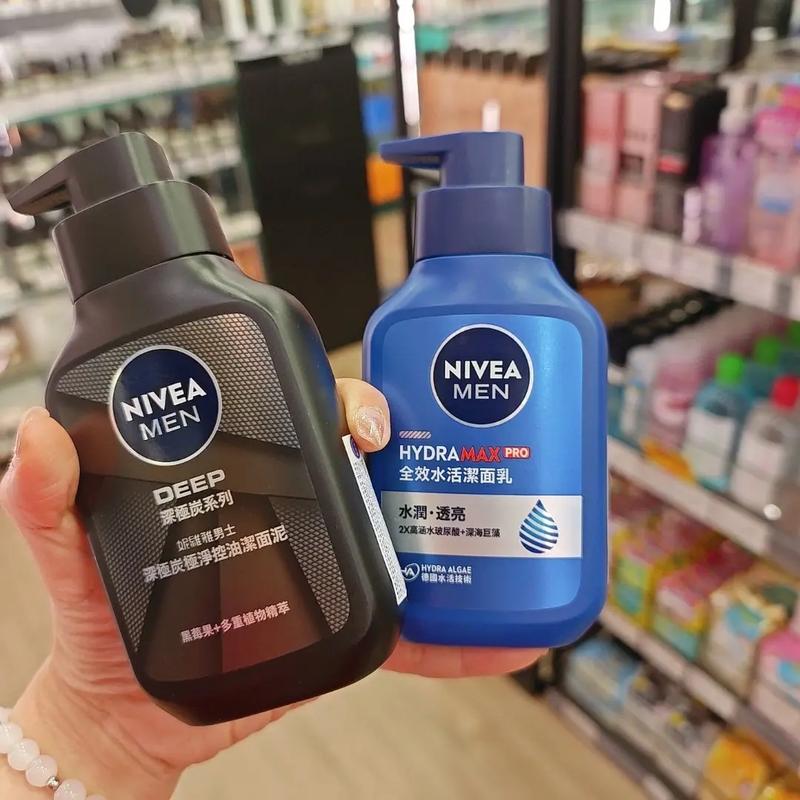 NIVEA
MEN
DEEP
深極炭系列
妮維雅男士
深極炭極淨控油潔面泥
黑莓果+多重植物精萃
NIVEA
MEN
HYDRAMAX PRO
全效水活潔面乳
水潤·透亮
2X高涵水玻尿酸+深海巨藻
HA HYDRA ALGAE
德國水活技術